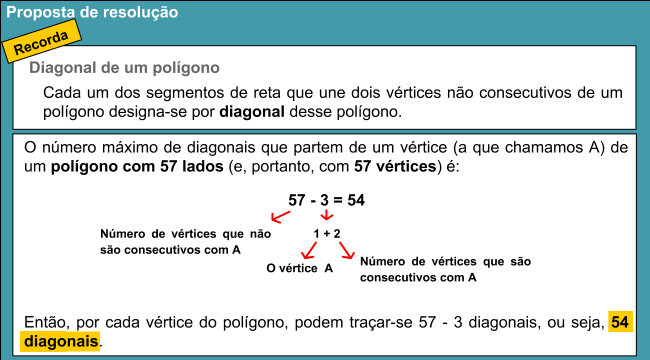 Proposta de resolução
Recorda
Diagonal de um polígono
Cada um dos segmentos de reta que une dois vértices não consecutivos de um
polígono designa-se por diagonal desse polígono.
O número máximo de diagonais que partem de um vértice (a que chamamos A) de
um polígono com 57 lados (e, portanto, com 57 vértices) é:
57 - 3 = 54
Número de vértices que não
são consecutivos com A
1 + 2
O vértice A
Número de vértices que são
consecutivos com A
Então, por cada vértice do polígono, podem traçar-se 57 - 3 diagonais, ou seja, 54
diagonais.